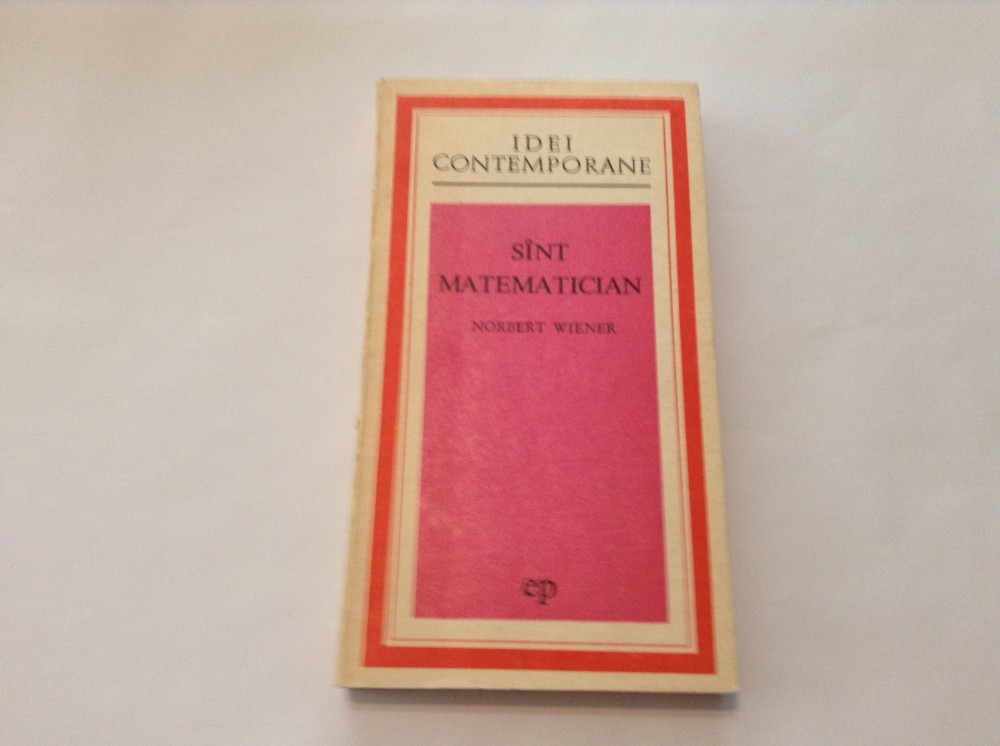 IDEI
CONTEMPORANE
SÎNT
MATEMATICIAN
NORBERT WIENER
ep